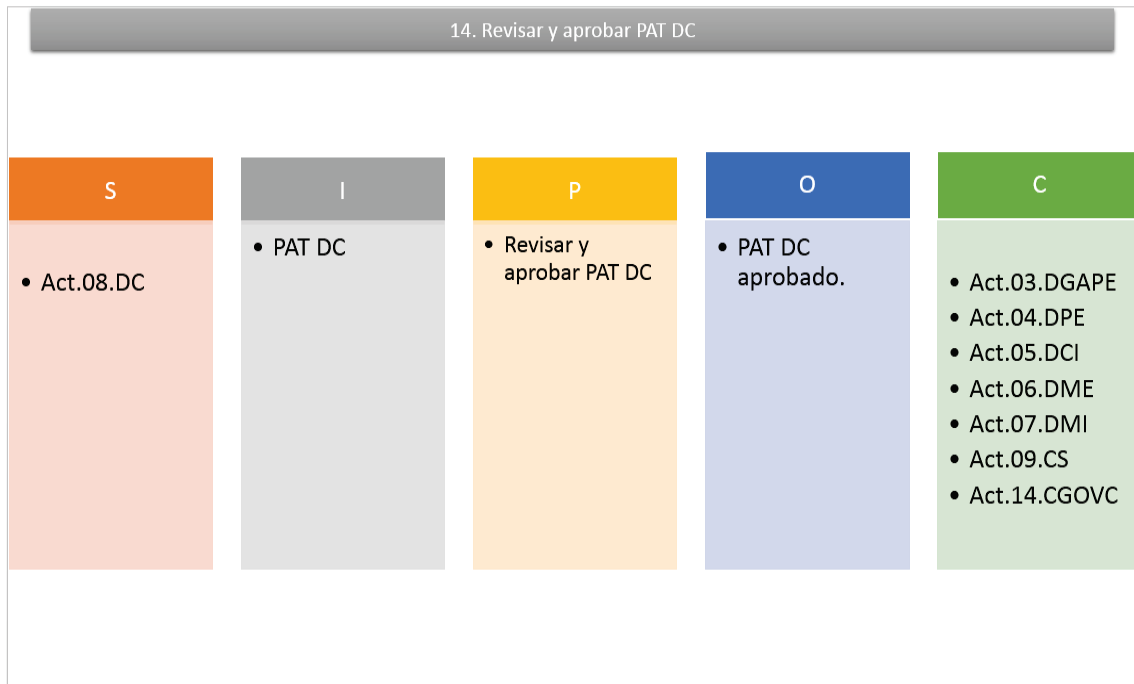 14. Revisar y aprobar PAT DC
S
• Act.08.DC
I
• PAT DC
P
• Revisar y
aprobar PAT DC
O
• PAT DC
aprobado.
C
• Act.03.DGAPE
• Act.04.DPE
• Act.05.DCI
• Act.06.DME
• Act.07.DMI
• Act.09.CS
• Act.14.CGOVC